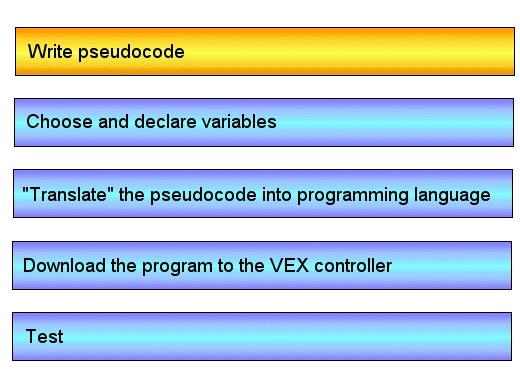 Write pseudocode
Choose and declare variables
"Translate" the pseudocode into programming language
Download the program to the VEX controller
Test